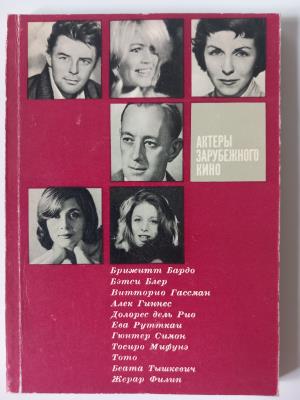 АКТЕРЫ
ЗАРУБЕЖНОГО
КИНО
Брижитт Бардо
Бэтси Блер
Витторио Гассман
Алек Гиннес
Долорес дель Рио
Ева Рутткаи
Гюнтер Симон
Тосиро Мифунэ
Тото
Беата Тышкевич
Жерар Филип